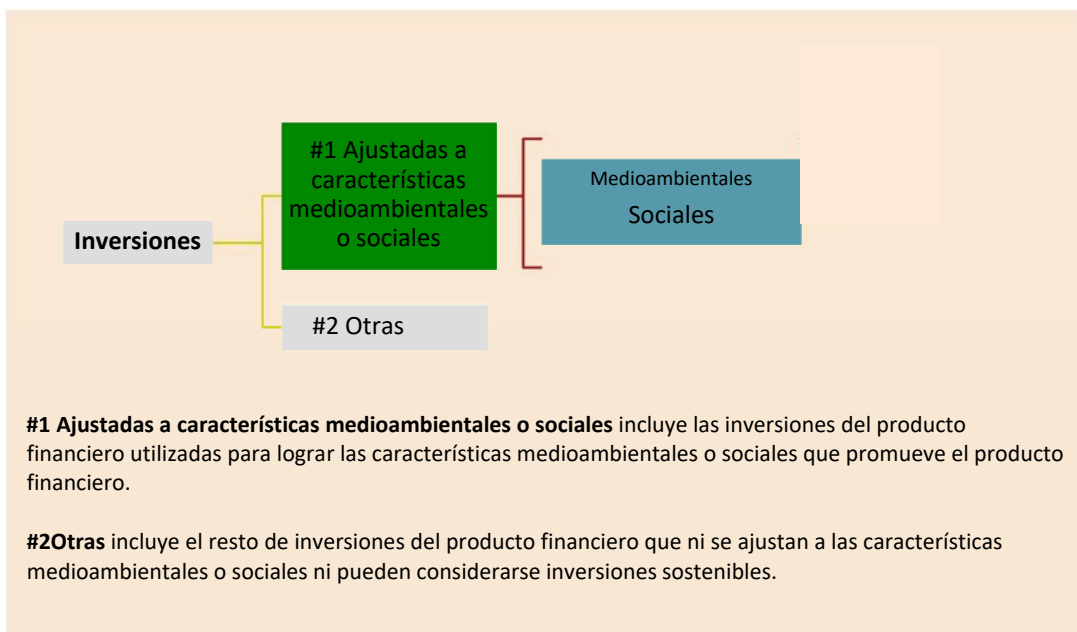 #1 Ajustadas a
características
medioambientales
o sociales
Medioambientales
Sociales
Inversiones
#2 Otras
#1 Ajustadas a características medioambientales o sociales incluye las inversiones del producto
financiero utilizadas para lograr las características medioambientales o sociales que promueve el producto
financiero.
#2Otras incluye el resto de inversiones del producto financiero que ni se ajustan a las características
medioambientales o sociales ni pueden considerarse inversiones sostenibles.